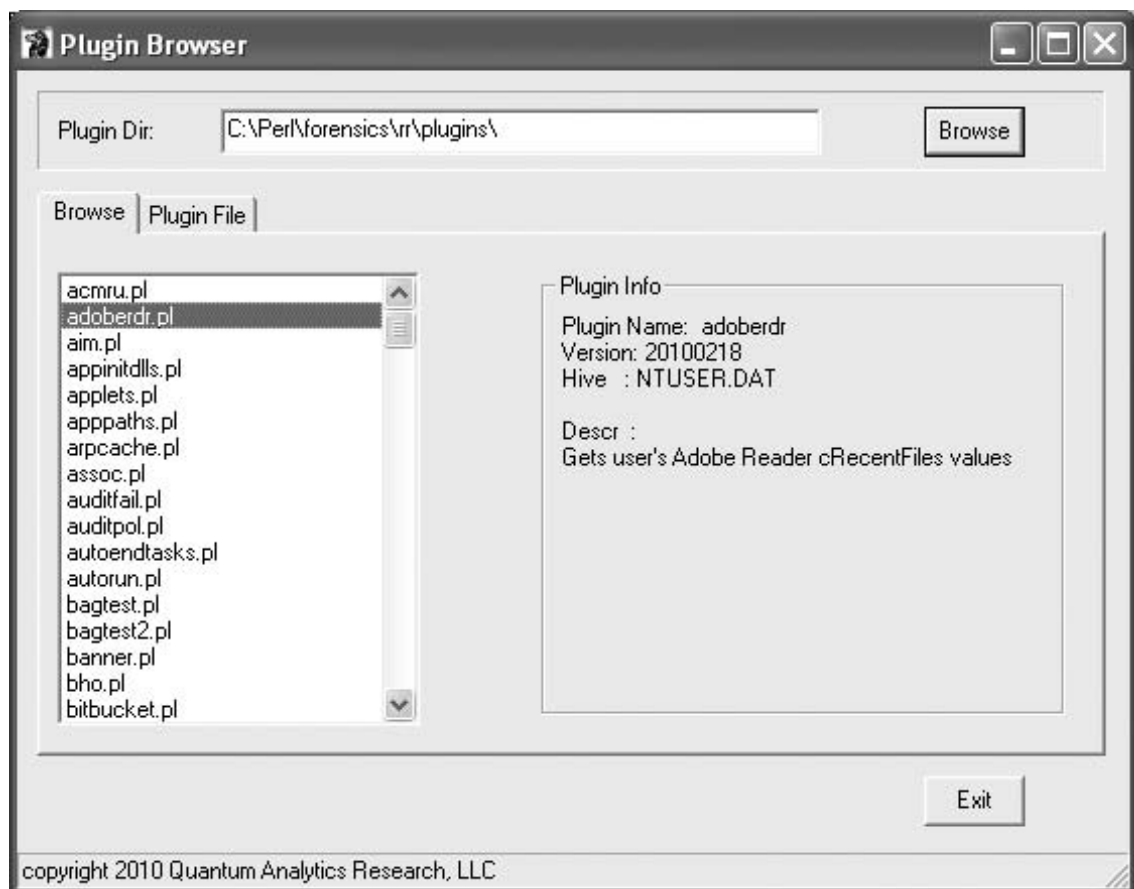 Plugin Browser
Plugin Dir:
C:\Perl\forensics\rr\plugins\
Browse
Browse
Plugin File
acmru.pl
adoberdr.pl
aim.pl
appinitdlls.pl
applets.pl
apppaths.pl
arpcache.pl
assoc.pl
auditfail.pl
auditpol.pl
autoendtasks.pl
autorun.pl
bagtest.pl
bagtest2.pl
banner.pl
bho.pl
bitbucket.pl
Plugin Info
Plugin Name: adoberdr
Version: 20100218
Hive : NTUSER.DAT
Descr :
Gets user's Adobe Reader cRecentFiles values
Exit
copyright 2010 Quantum Analytics Research, LLC